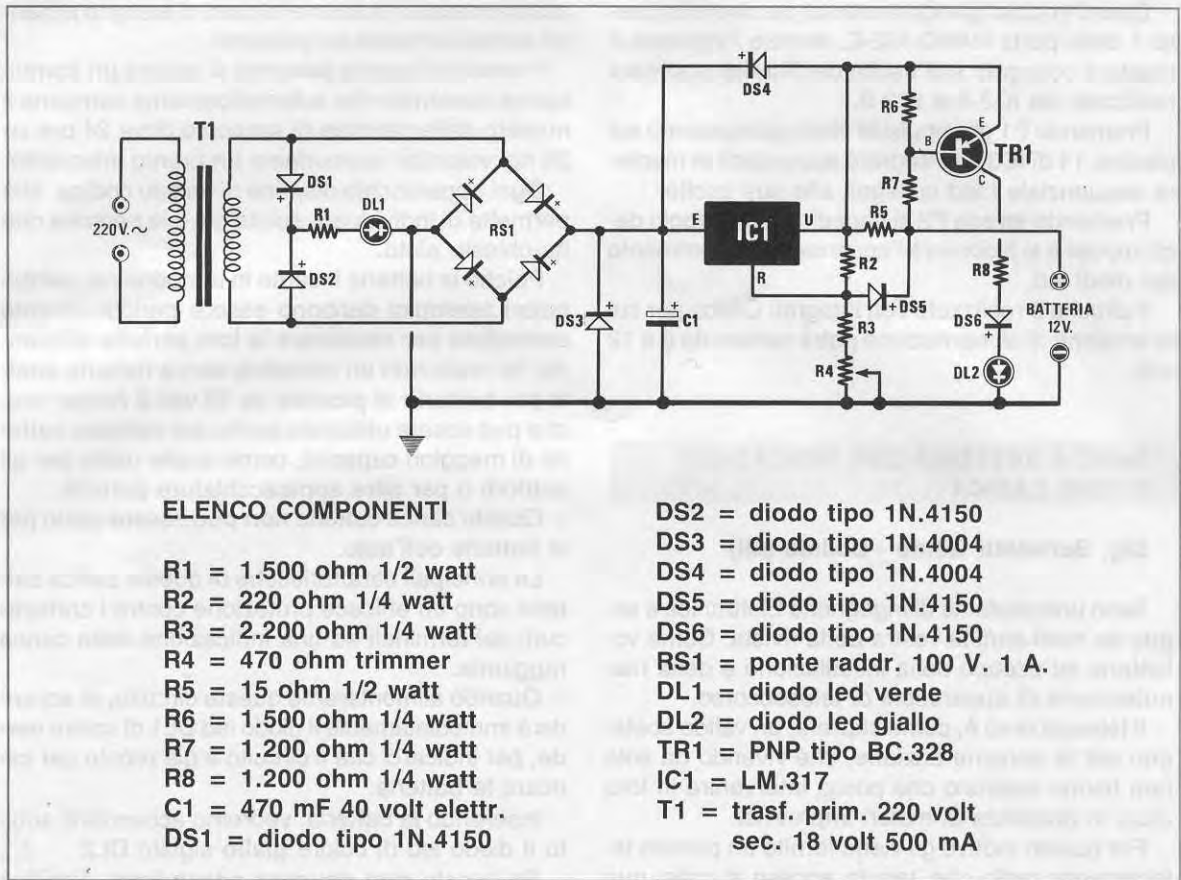 T1
220 V.
DS1
DS2
R1
DL1
RS1
DS3
C1
DS4
E
IC1
U
R
R2
DS5
R3
R4
R5
R6
R7
B
E
C
TR1
R8
DS6
DL2
BATTERIA
12V.
ELENCO COMPONENTI
R1 = 1.500 ohm 1/2 watt
R2 = 220 ohm 1/4 watt
R3 = 2.200 ohm 1/4 watt
R4 = 470 ohm trimmer
R5 = 15 ohm 1/2 watt
R6 = 1.500 ohm 1/4 watt
R7 = 1.200 ohm 1/4 watt
R8 = 1.200 ohm 1/4 watt
C1 = 470 mF 40 volt elettr.
DS1 = diodo tipo 1N.4150
DS2 = diodo tipo 1N.4150
DS3 = diodo tipo 1N.4004
DS4 = diodo tipo 1N.4004
DS5 = diodo tipo 1N.4150
DS6 = diodo tipo 1N.4150
RS1 = ponte raddr. 100 V. 1 A.
DL1 = diodo led verde
DL2 = diodo led giallo
TR1 = PNP tipo BC.328
IC1 = LM.317
T1 = trasf. prim. 220 volt
sec. 18 volt 500 mA